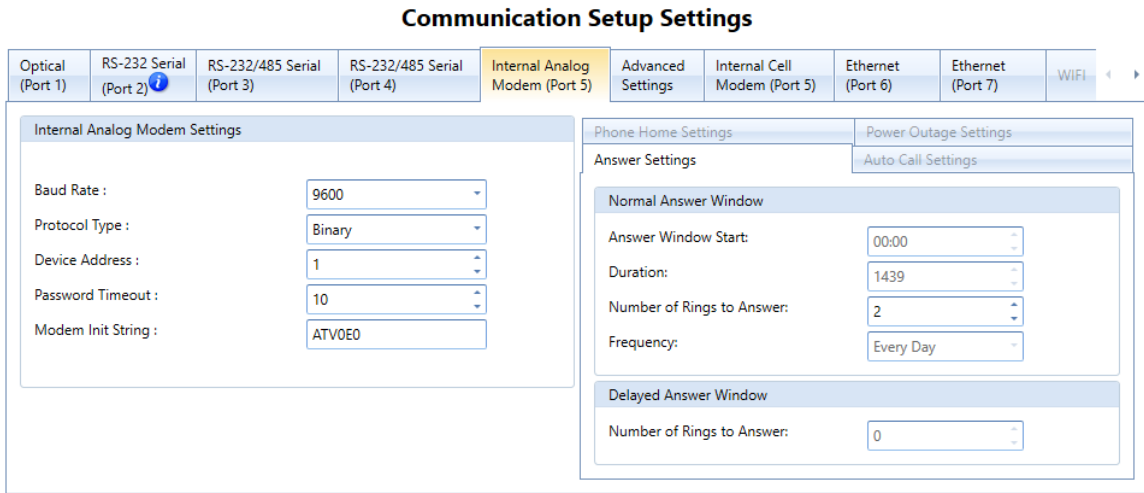 Communication Setup Settings
Optical
(Port 1)
RS-232 Serial
(Port 2)
RS-232/485 Serial
(Port 3)
RS-232/485 Serial
(Port 4)
Internal Analog
Modem (Port 5)
Advanced
Settings
Internal Cell
Modem (Port 5)
Ethernet
(Port 6)
Ethernet
(Port 7)
WIFI
Internal Analog Modem Settings
Baud Rate :
9600
Protocol Type :
Binary
Device Address :
1
Password Timeout :
10
Modem Init String :
ATV0E0
Phone Home Settings
Power Outage Settings
Answer Settings
Auto Call Settings
Normal Answer Window
Answer Window Start:
00:00
Duration:
1439
Number of Rings to Answer:
2
Frequency:
Every Day
Delayed Answer Window
Number of Rings to Answer:
0